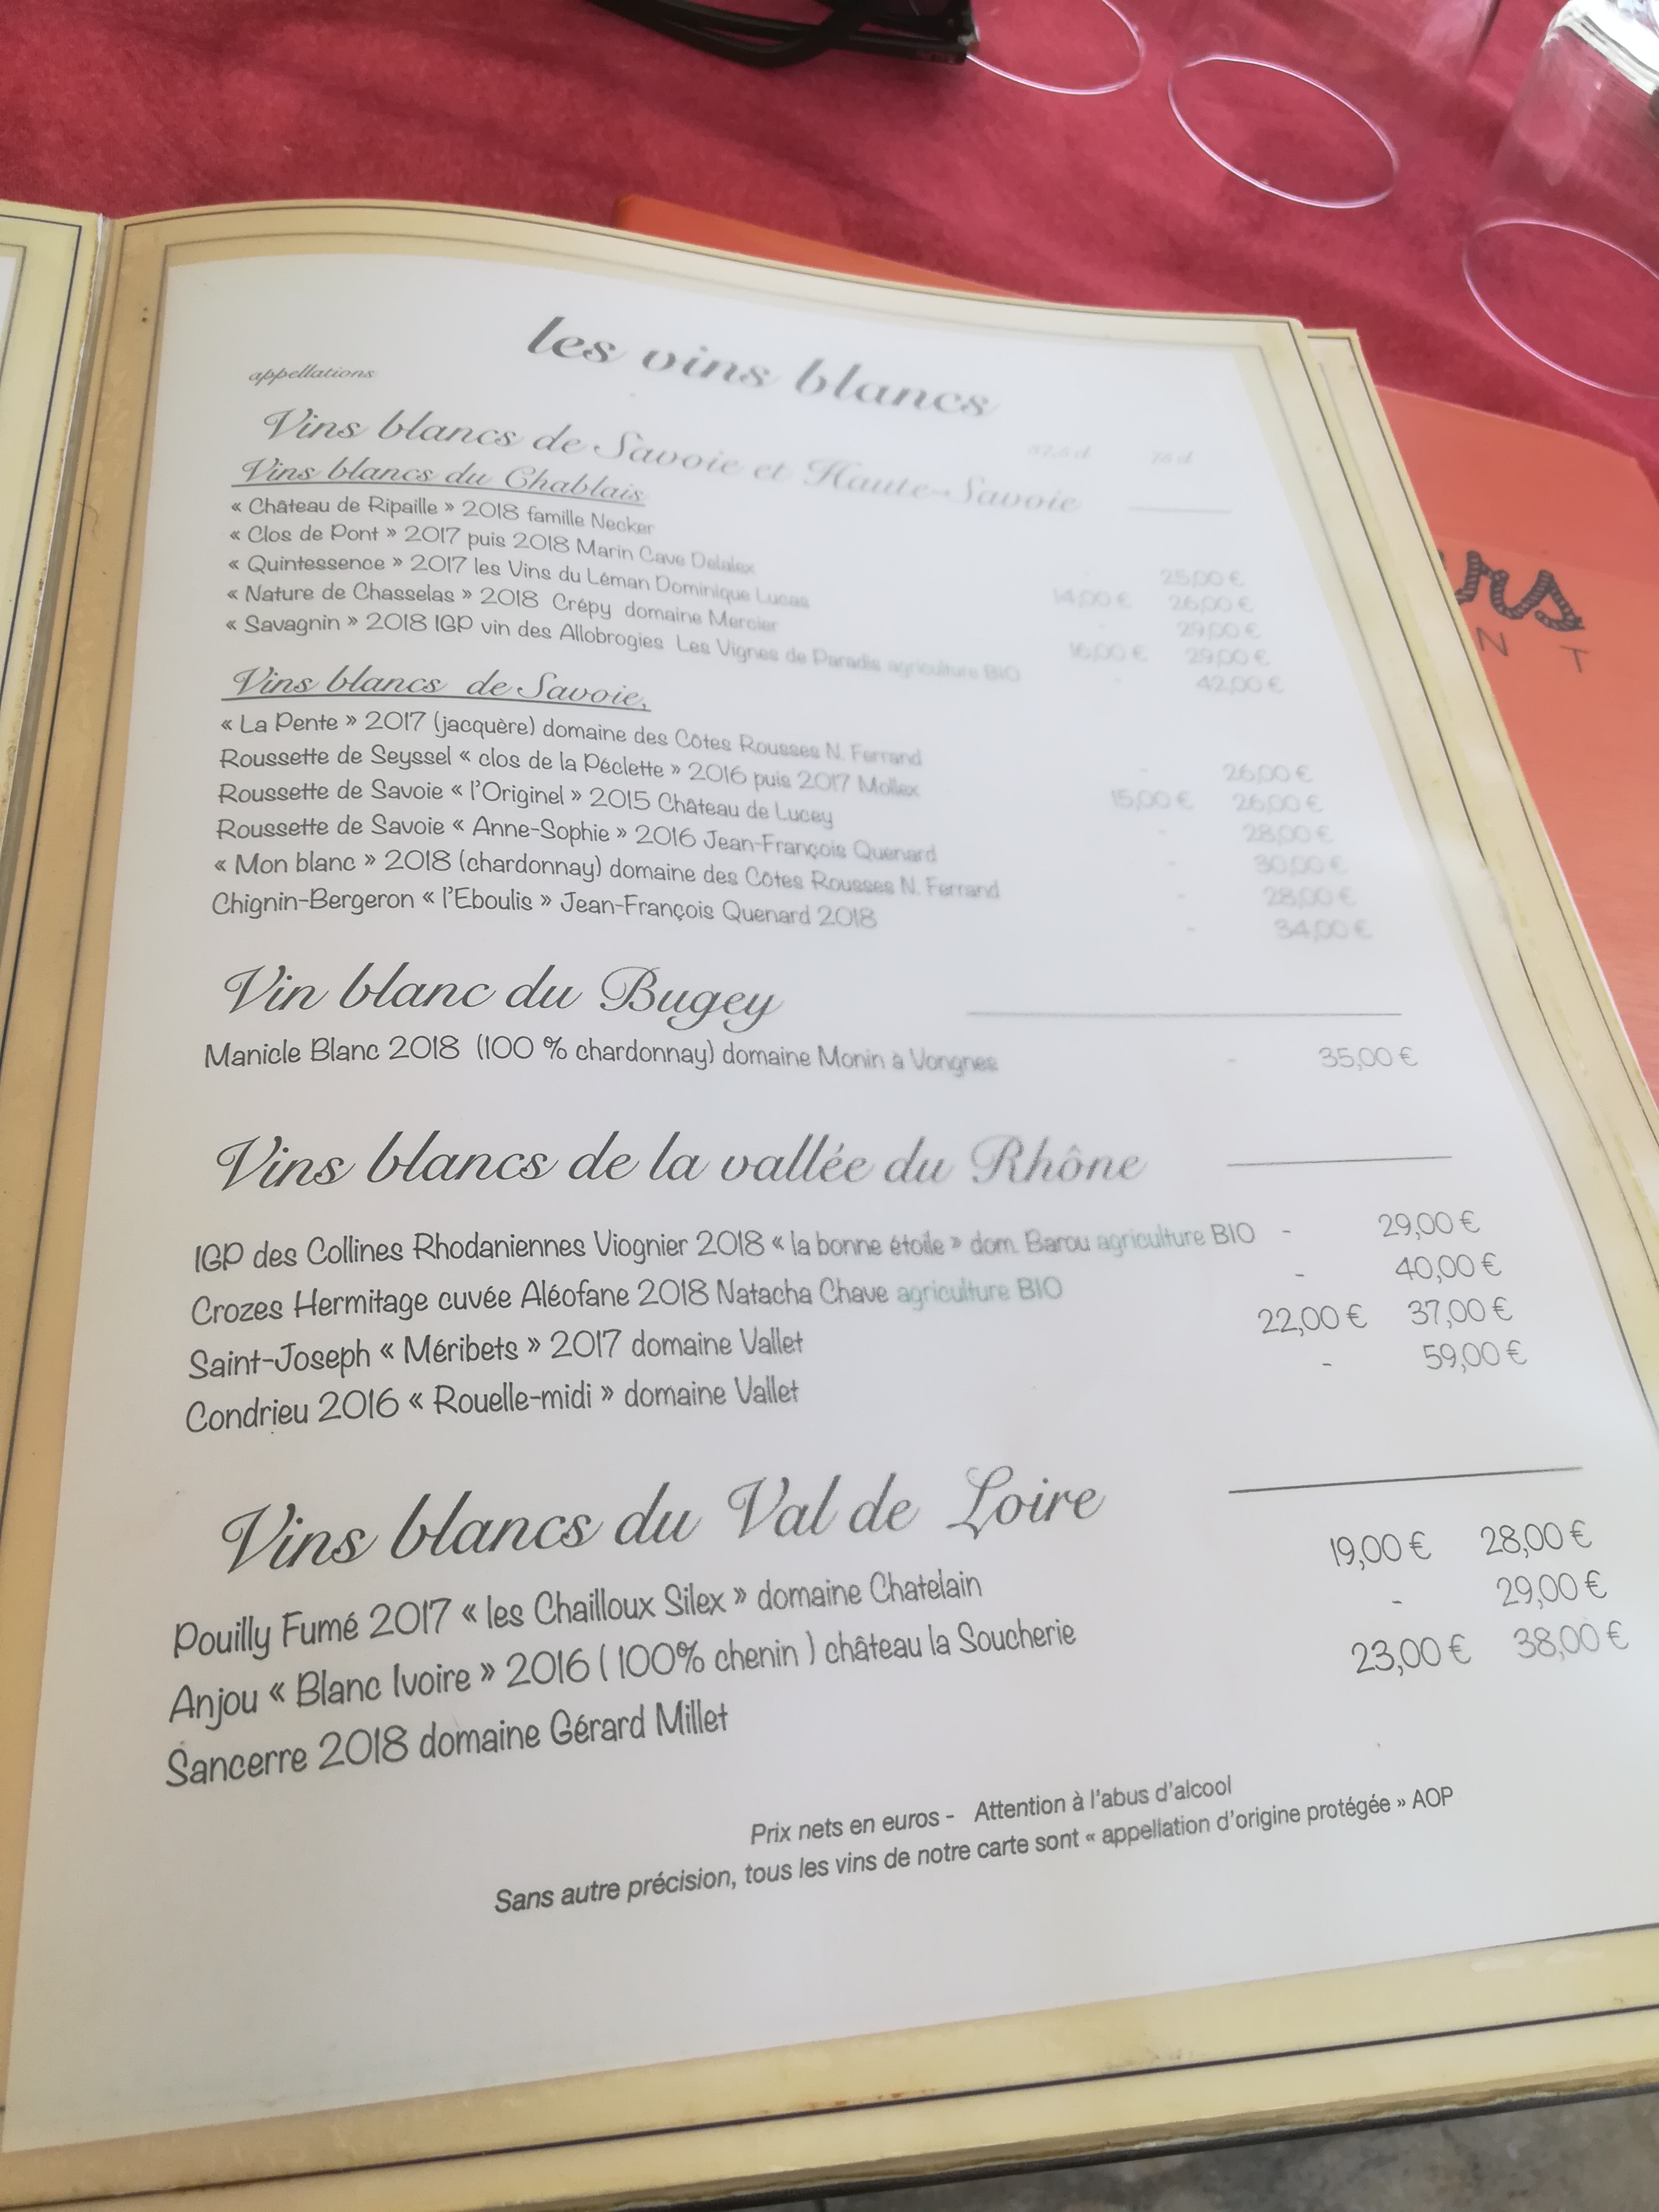 les vins blancs
appellations
37,5 cl 75 cl
Vins blancs de Savoie et Haute-Savoie
Vins blancs du Chablais
« Château de Ripaille » 2018 famille Necker - 25,00 €
« Clos de Pont » 2017 puis 2018 Marin Cave Delalex 14,00 € 26,00 €
« Quintessence » 2017 les Vins du Léman Dominique Lucas - 29,00 €
« Nature de Chasselas » 2018 Crépy domaine Mercier 16,00 € 29,00 €
« Savagnin » 2018 IGP vin des Allobrogies Les Vignes de Paradis agriculture BIO - 42,00 €
Vins blancs de Savoie,
« La Pente » 2017 (jacquère) domaine des Côtes Rousses N. Ferrand - 26,00 €
Roussette de Seyssel « clos de la Péclette » 2016 puis 2017 Mollex 15,00 € 26,00 €
Roussette de Savoie « l'Originel » 2015 Château de Lucey - 28,00 €
Roussette de Savoie « Anne-Sophie » 2016 Jean-François Quenard - 30,00 €
« Mon blanc » 2018 (chardonnay) domaine des Côtes Rousses N. Ferrand - 28,00 €
Chignin-Bergeron « l'Eboulis » Jean-François Quenard 2018 - 34,00 €
Vin blanc du Bugey
Manicle Blanc 2018 (100 % chardonnay) domaine Monin à Vongnes - 35,00 €
Vins blancs de la vallée du Rhône
IGP des Collines Rhodaniennes Viognier 2018 « la bonne étoile » dom. Barou agriculture BIO - 29,00 €
Crozes Hermitage cuvée Aléofane 2018 Natacha Chave agriculture BIO - 40,00 €
Saint-Joseph « Méribets » 2017 domaine Vallet 22,00 € 37,00 €
Condrieu 2016 « Rouelle-midi » domaine Vallet - 59,00 €
Vins blancs du Val de Loire
Pouilly Fumé 2017 « les Chailloux Silex » domaine Chatelain 19,00 € 28,00 €
Anjou « Blanc Ivoire » 2016 ( 100% chenin ) château la Soucherie - 29,00 €
Sancerre 2018 domaine Gérard Millet 23,00 € 38,00 €
Prix nets en euros - Attention à l'abus d'alcool
Sans autre précision, tous les vins de notre carte sont « appellation d'origine protégée » AOP